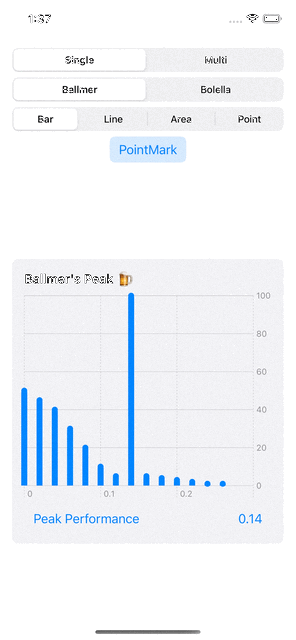 1:37
Single Multi
Ballmer Bolella
Bar Line Area Point
PointMark
Ballmer's Peak 🍺
100
80
60
40
20
0
0 0.1 0.2
Peak Performance 0.14